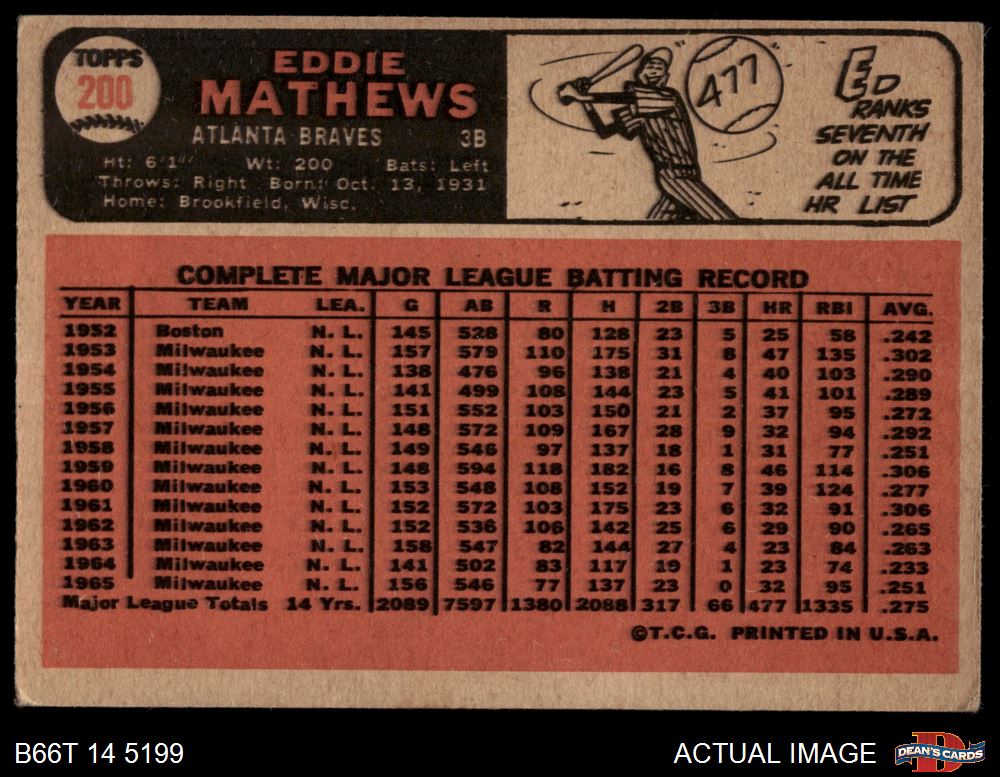 TOPPS
200
EDDIE
MATHEWS
ATLANTA BRAVES 3B
Ht: 6'1" Wt: 200 Bats: Left
Throws: Right Born: Oct. 13, 1931
Home: Brookfield, Wisc.
477
ED
RANKS
SEVENTH
ON THE
ALL TIME
HR LIST
COMPLETE MAJOR LEAGUE BATTING RECORD
YEAR TEAM LEA. G AB R H 2B 3B HR RBI AVG.
1952 Boston N. L. 145 528 80 128 23 5 25 58 .242
1953 Milwaukee N. L. 157 579 110 175 31 8 47 135 .302
1954 Milwaukee N. L. 138 476 96 138 21 4 40 103 .290
1955 Milwaukee N. L. 141 499 108 144 23 5 41 101 .289
1956 Milwaukee N. L. 151 552 103 150 21 2 37 95 .272
1957 Milwaukee N. L. 148 572 109 167 28 9 32 94 .292
1958 Milwaukee N. L. 149 546 97 137 18 1 31 77 .251
1959 Milwaukee N. L. 148 594 118 182 16 8 46 114 .306
1960 Milwaukee N. L. 153 548 108 152 19 7 39 124 .277
1961 Milwaukee N. L. 152 572 103 175 23 6 32 91 .306
1962 Milwaukee N. L. 152 536 106 142 25 6 29 90 .265
1963 Milwaukee N. L. 158 547 82 144 27 4 23 84 .263
1964 Milwaukee N. L. 141 502 83 117 19 1 23 74 .233
1965 Milwaukee N. L. 156 546 77 137 23 0 32 95 .251
Major League Totals 14 Yrs. 2089 7597 1380 2088 317 66 477 1335 .275
©T.C.G. PRINTED IN U.S.A.
B66T 14 5199
ACTUAL IMAGE
DEAN'S CARDS